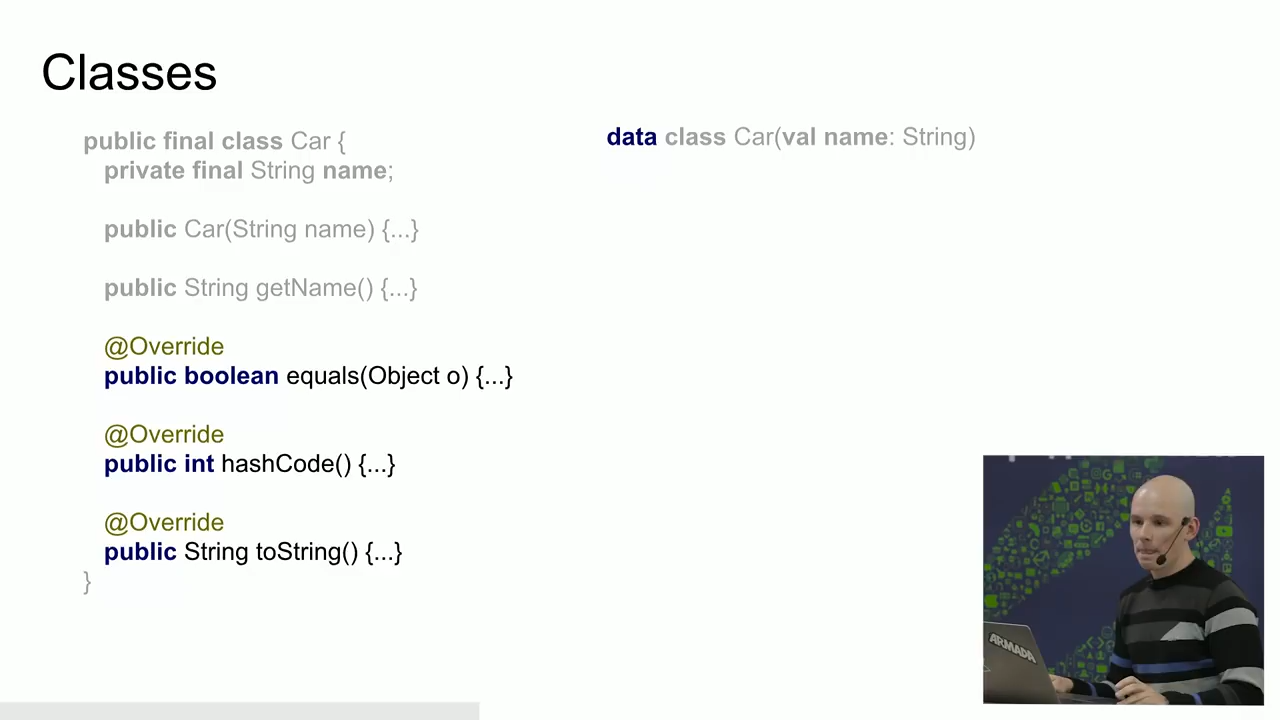 Classes
public final class Car {
private final String name;
public Car(String name) {...}
public String getName() {...}
@Override
public boolean equals(Object o) {...}
@Override
public int hashCode() {...}
@Override
public String toString() {...}
}
data class Car(val name: String)
ARMADA